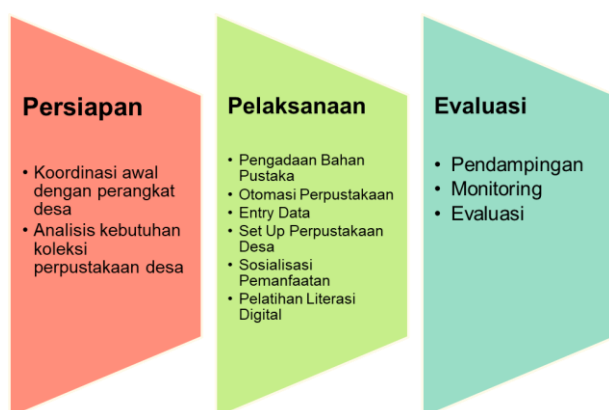 Persiapan
• Koordinasi awal
dengan perangkat
desa
• Analisis kebutuhan
koleksi
perpustakaan desa
Pelaksanaan
• Pengadaan Bahan
Pustaka
• Otomasi Perpustakaan
• Entry Data
• Set Up Perpustakaan
Desa
• Sosialisasi
Pemanfaatan
• Pelatihan Literasi
Digital
Evaluasi
• Pendampingan
• Monitoring
• Evaluasi